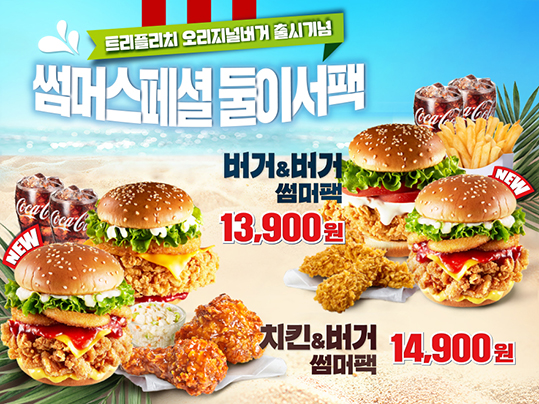 트리플리치 오리지널버거 출시기념
썸머스페셜 둘이서팩
버거&버거
썸머팩
13,900원
NEW
Coca-Cola
Coca-Cola
NEW
Coca-Cola
Coca-Cola
치킨&버거
썸머팩
14,900원